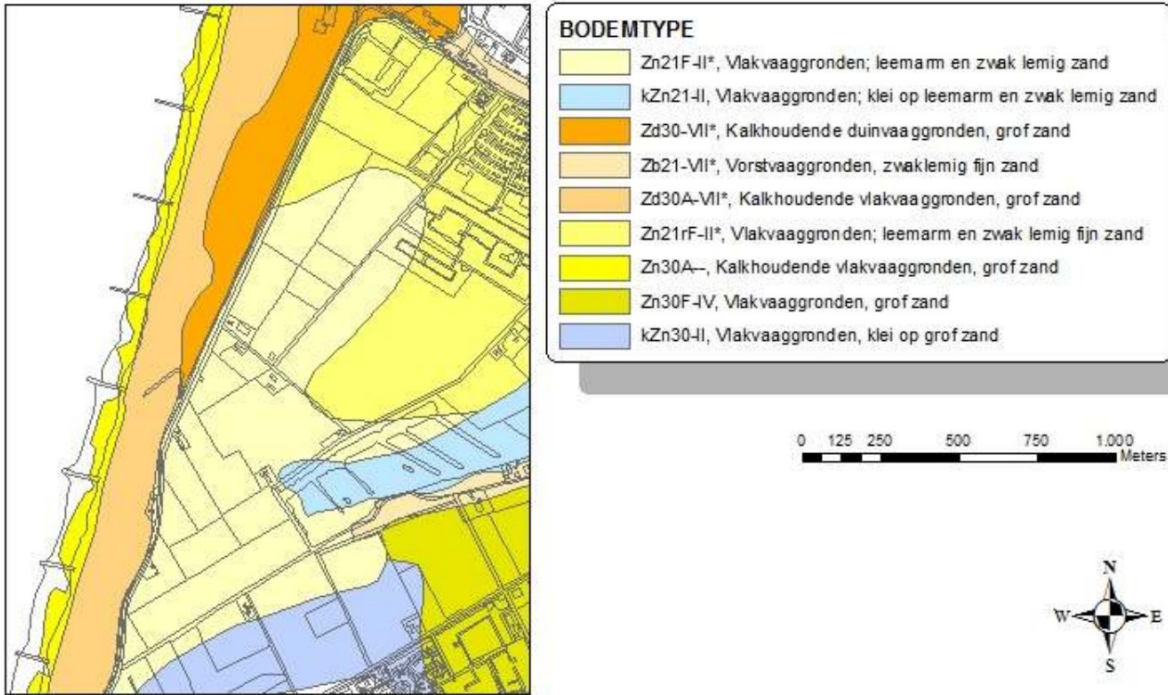 BODEMTYPE
Zn21F-II*, Vlakvaaggronden; leemarm en zwak lemig zand
kZn21-II, Vlakvaaggronden; klei op leemarm en zwak lemig zand
Zd30-VII*, Kalkhoudende duinvaaggronden, grof zand
Zb21-VII*, Vorstvaaggronden, zwaklemig fijn zand
Zd30A-VII*, Kalkhoudende vlakvaaggronden, grof zand
Zn21rF-II*, Vlakvaaggronden; leemarm en zwak lemig fijn zand
Zn30A--, Kalkhoudende vlakvaaggronden, grof zand
Zn30F-IV, Vlakvaaggronden, grof zand
kZn30-II, Vlakvaaggronden, klei op grof zand
0 125 250 500 750 1.000
Meters
N
W E
S